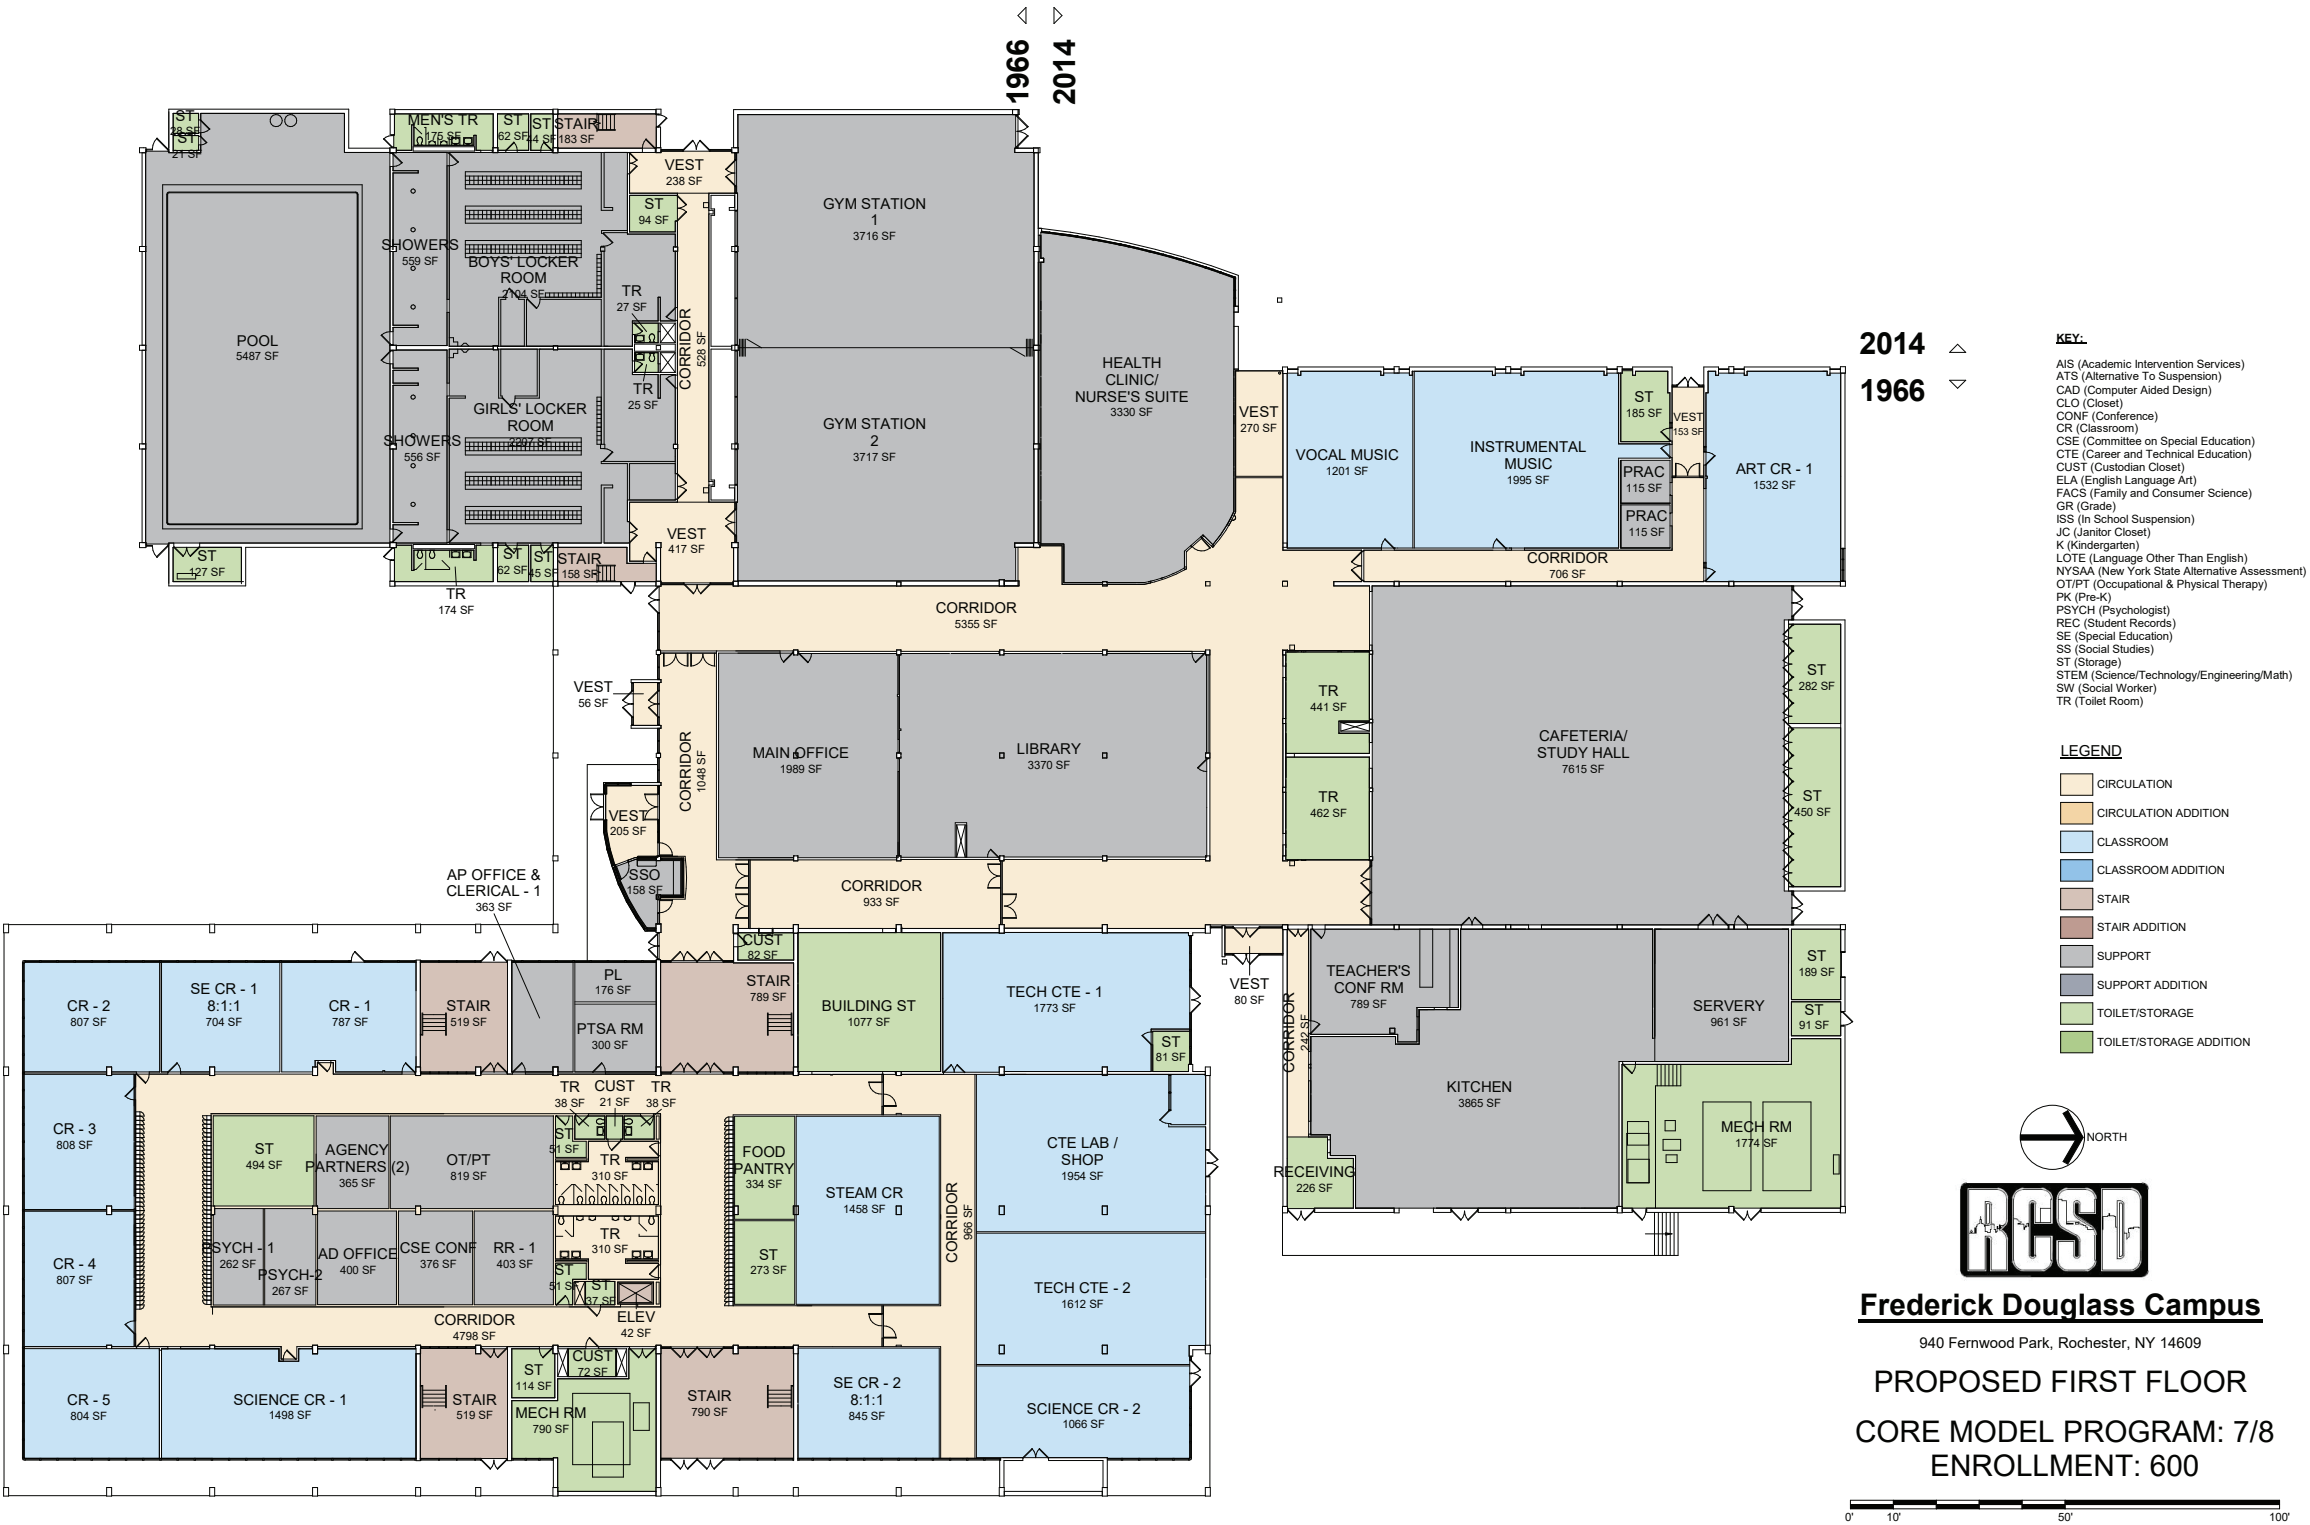 1966
2014
ST
28 SF
ST
21 SF
MEN'S TR
175 SF
ST
62 SF
ST
44 SF
STAIR
183 SF
VEST
238 SF
ST
94 SF
GYM STATION
1
3716 SF
SHOWERS
559 SF
BOYS' LOCKER
ROOM
2104 SF
TR
27 SF
CORRIDOR
528 SF
POOL
5487 SF
TR
25 SF
GIRLS' LOCKER
ROOM
2207 SF
SHOWERS
556 SF
GYM STATION
2
3717 SF
HEALTH
CLINIC/
NURSE'S SUITE
3330 SF
VEST
270 SF
VOCAL MUSIC
1201 SF
INSTRUMENTAL
MUSIC
1995 SF
ST
185 SF
VEST
153 SF
PRAC
115 SF
PRAC
115 SF
ART CR - 1
1532 SF
2014
1966
VEST
417 SF
ST
127 SF
TR
174 SF
ST
62 SF
ST
45 SF
STAIR
158 SF
CORRIDOR
706 SF
CORRIDOR
5355 SF
VEST
56 SF
CORRIDOR
1048 SF
MAIN OFFICE
1989 SF
LIBRARY
3370 SF
TR
441 SF
TR
462 SF
CAFETERIA/
STUDY HALL
7615 SF
ST
282 SF
ST
450 SF
VEST
205 SF
SSO
158 SF
AP OFFICE &
CLERICAL - 1
363 SF
CORRIDOR
933 SF
CUST
82 SF
CR - 2
807 SF
SE CR - 1
8:1:1
704 SF
CR - 1
787 SF
STAIR
519 SF
PL
176 SF
PTSA RM
300 SF
STAIR
789 SF
BUILDING ST
1077 SF
TECH CTE - 1
1773 SF
ST
81 SF
VEST
80 SF
CORRIDOR
242 SF
TEACHER'S
CONF RM
789 SF
SERVERY
961 SF
ST
189 SF
ST
91 SF
KITCHEN
3865 SF
MECH RM
1774 SF
RECEIVING
226 SF
CR - 3
808 SF
TR
38 SF
CUST
21 SF
TR
38 SF
ST
494 SF
AGENCY
PARTNERS (2)
365 SF
OT/PT
819 SF
ST
51 SF
TR
310 SF
FOOD
PANTRY
334 SF
STEAM CR
1458 SF
CORRIDOR
966 SF
CTE LAB /
SHOP
1954 SF
CR - 4
807 SF
PSYCH - 1
262 SF
PSYCH-2
267 SF
AD OFFICE
400 SF
CSE CONF
376 SF
RR - 1
403 SF
TR
310 SF
ST
51 SF
ST
37 SF
ELEV
42 SF
ST
273 SF
TECH CTE - 2
1612 SF
CORRIDOR
4798 SF
CR - 5
804 SF
SCIENCE CR - 1
1498 SF
STAIR
519 SF
ST
114 SF
CUST
72 SF
MECH RM
790 SF
STAIR
790 SF
SE CR - 2
8:1:1
845 SF
SCIENCE CR - 2
1066 SF
KEY:
AIS (Academic Intervention Services)
ATS (Alternative To Suspension)
CAD (Computer Aided Design)
CLO (Closet)
CONF (Conference)
CR (Classroom)
CSE (Committee on Special Education)
CTE (Career and Technical Education)
CUST (Custodian Closet)
ELA (English Language Art)
FACS (Family and Consumer Science)
GR (Grade)
ISS (In School Suspension)
JC (Janitor Closet)
K (Kindergarten)
LOTE (Language Other Than English)
NYSAA (New York State Alternative Assessment)
OT/PT (Occupational & Physical Therapy)
PK (Pre-K)
PSYCH (Psychologist)
REC (Student Records)
SE (Special Education)
SS (Social Studies)
ST (Storage)
STEM (Science/Technology/Engineering/Math)
SW (Social Worker)
TR (Toilet Room)
LEGEND
CIRCULATION
CIRCULATION ADDITION
CLASSROOM
CLASSROOM ADDITION
STAIR
STAIR ADDITION
SUPPORT
SUPPORT ADDITION
TOILET/STORAGE
TOILET/STORAGE ADDITION
NORTH
RCSD
Frederick Douglass Campus
940 Fernwood Park, Rochester, NY 14609
PROPOSED FIRST FLOOR
CORE MODEL PROGRAM: 7/8
ENROLLMENT: 600
0' 10' 50' 100'